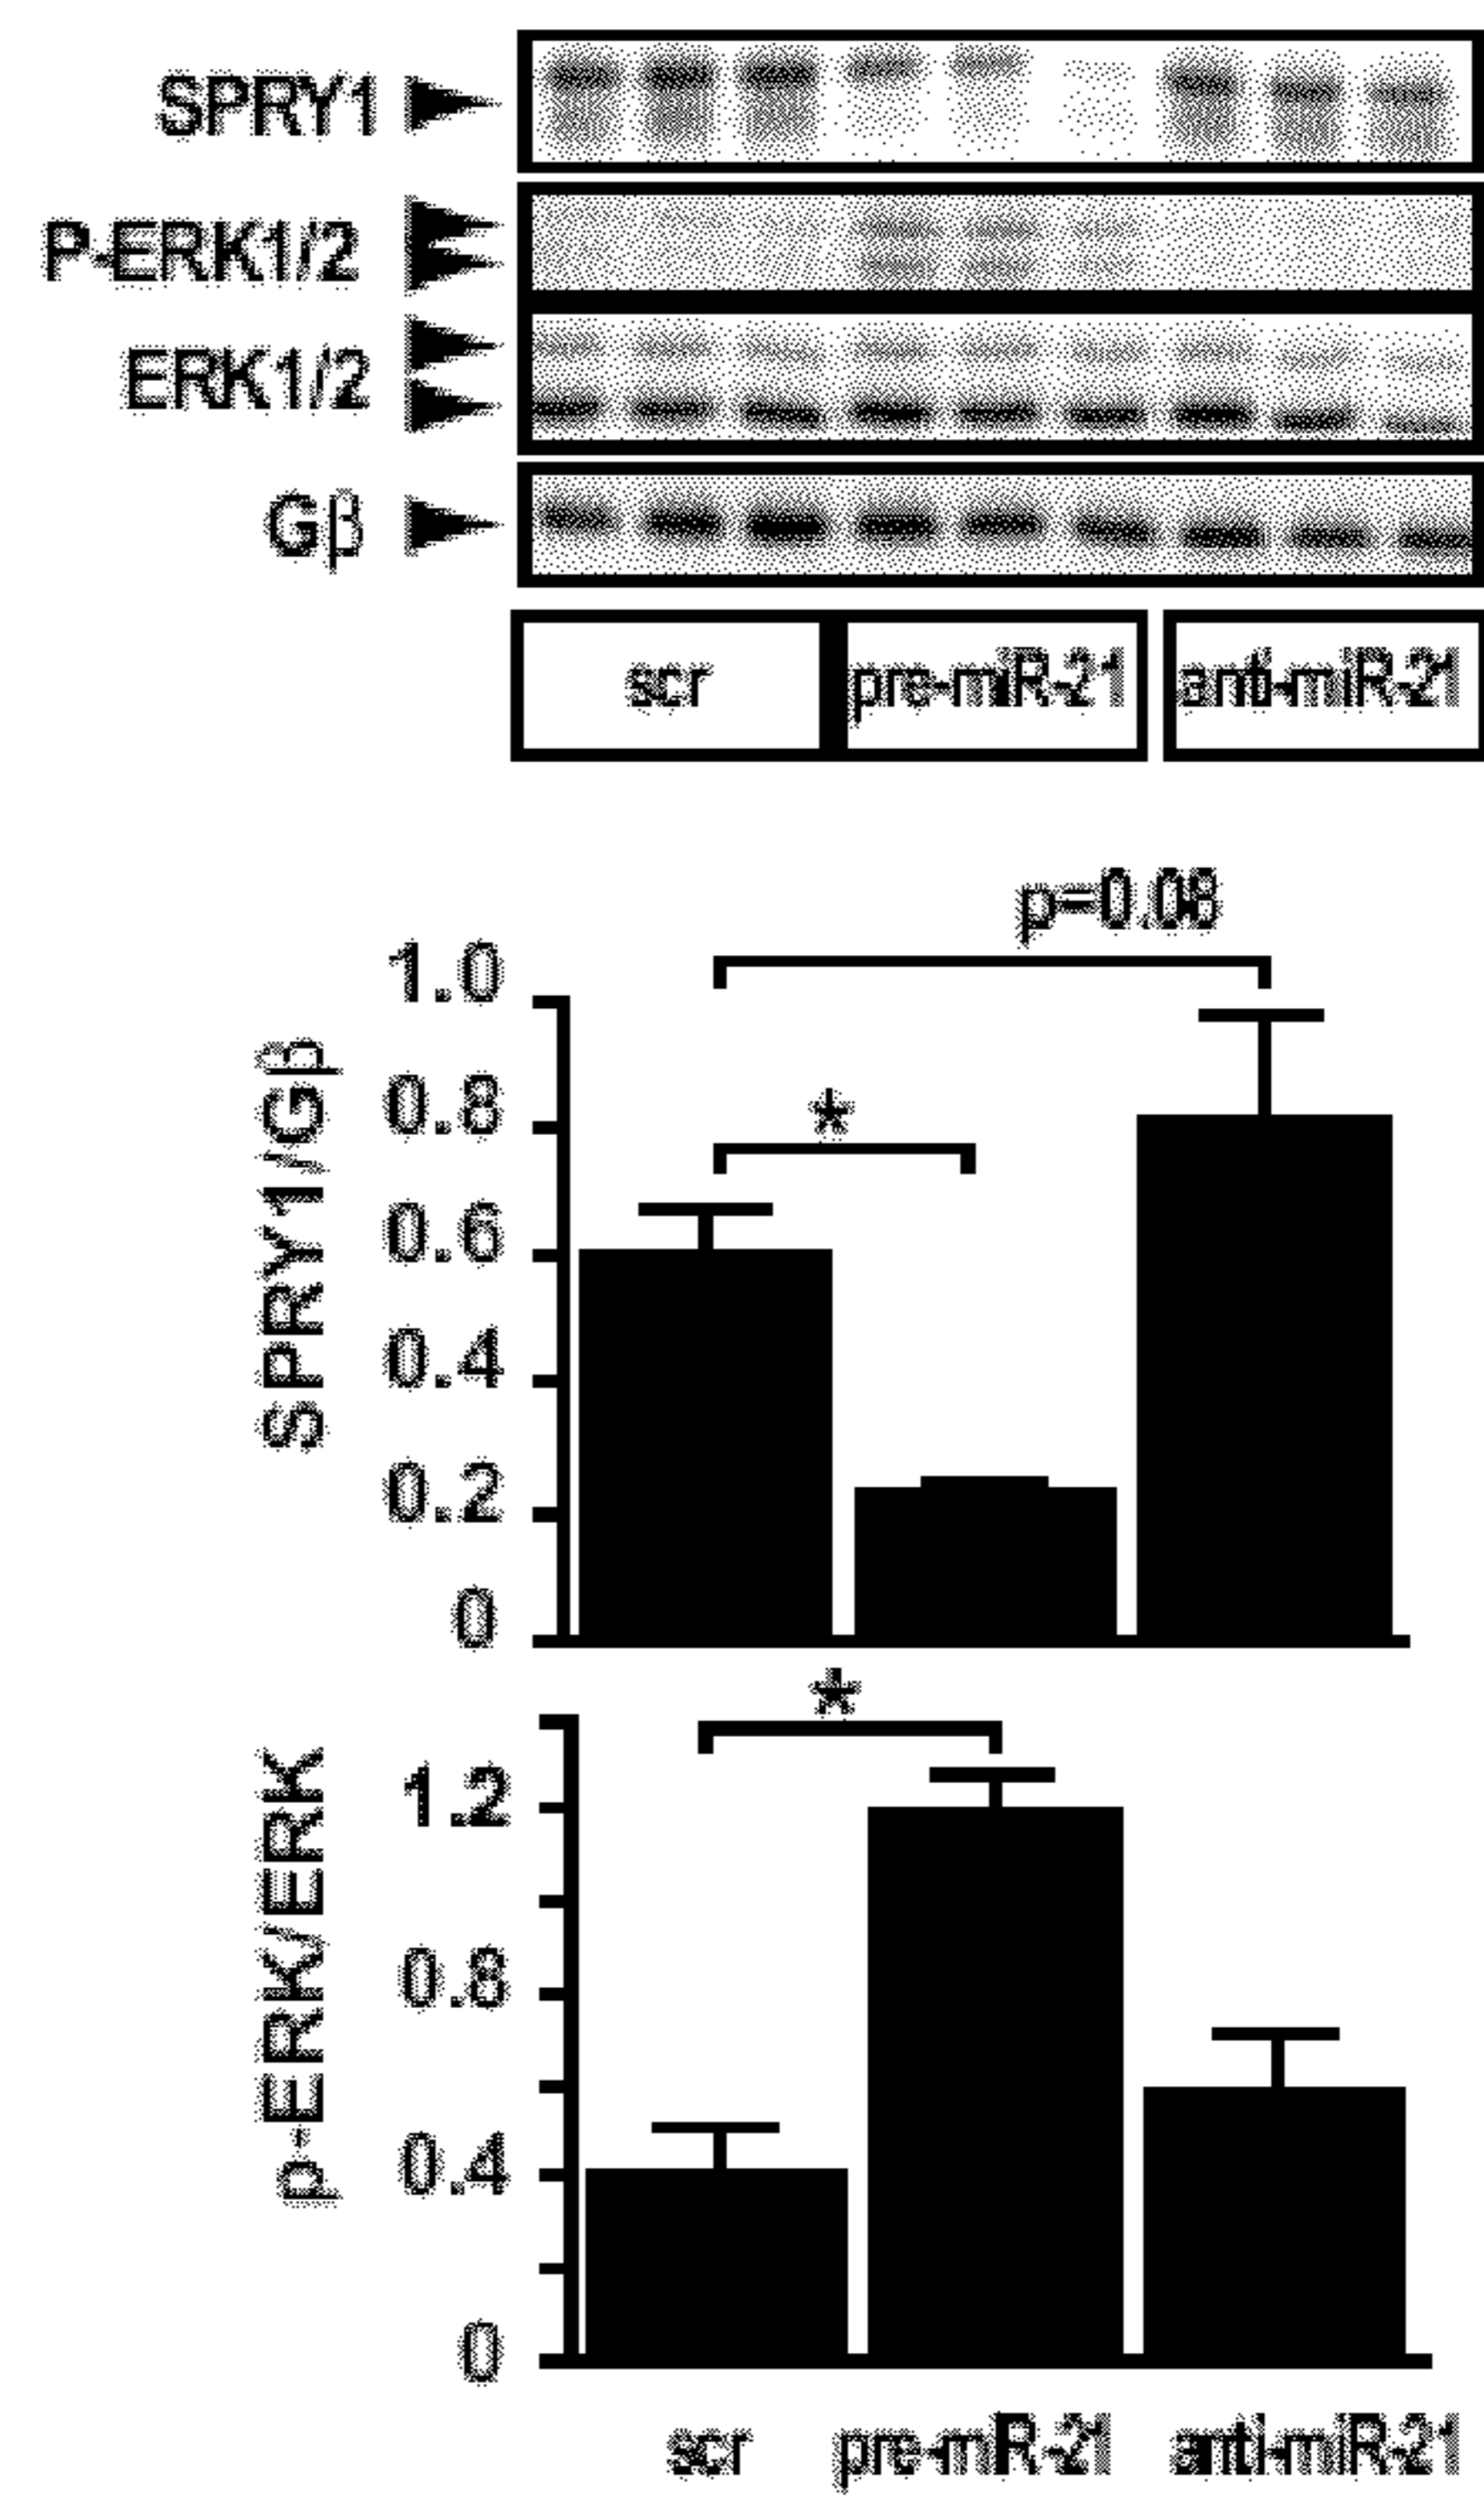 SPRY1
P-ERK1/2
ERK1/2
Gβ
scr pre-miR-21 anti-miR-21
p=0.08
SPRY1/Gβ
1.0
*
0.8
0.6
0.4
0.2
0
*
p-ERK/ERK
1.2
0.8
0.4
0
scr pre-miR-21 anti-miR-21